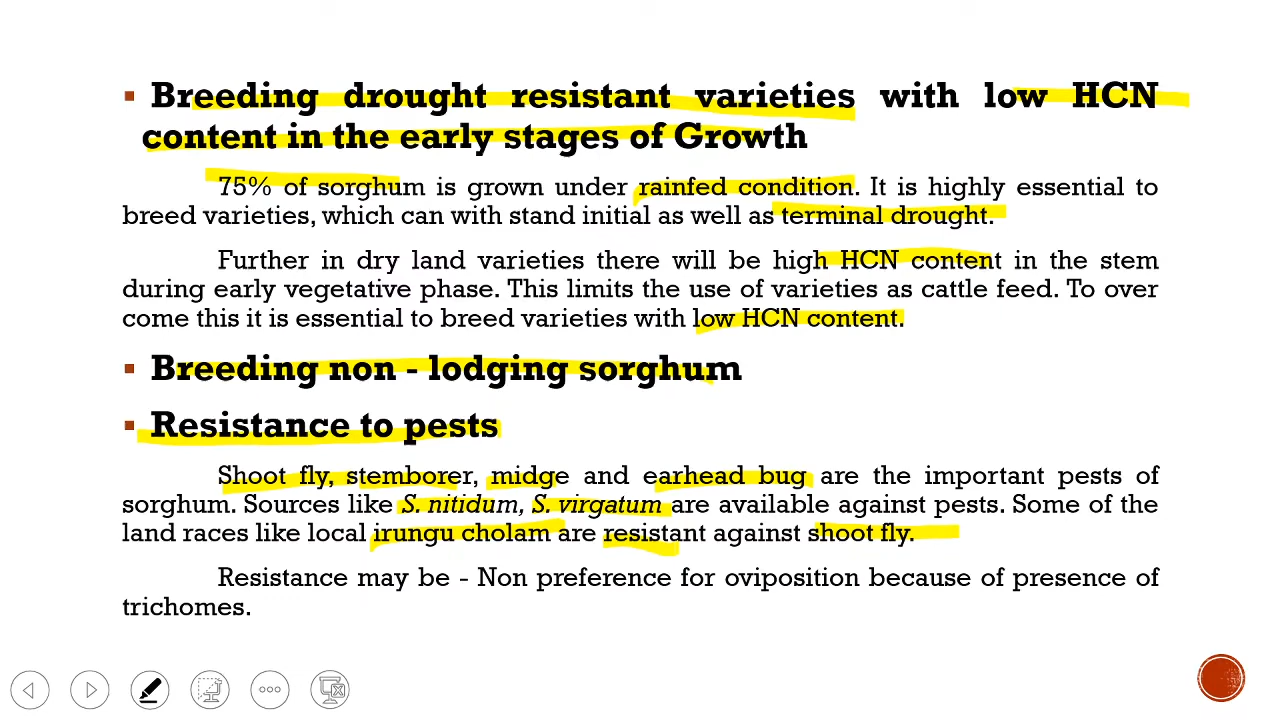 ▪ Breeding drought resistant varieties with low HCN
content in the early stages of Growth
75% of sorghum is grown under rainfed condition. It is highly essential to
breed varieties, which can with stand initial as well as terminal drought.
Further in dry land varieties there will be high HCN content in the stem
during early vegetative phase. This limits the use of varieties as cattle feed. To over
come this it is essential to breed varieties with low HCN content.
▪ Breeding non - lodging sorghum
▪ Resistance to pests
Shoot fly, stemborer, midge and earhead bug are the important pests of
sorghum. Sources like S. nitidum, S. virgatum are available against pests. Some of the
land races like local irungu cholam are resistant against shoot fly.
Resistance may be - Non preference for oviposition because of presence of
trichomes.